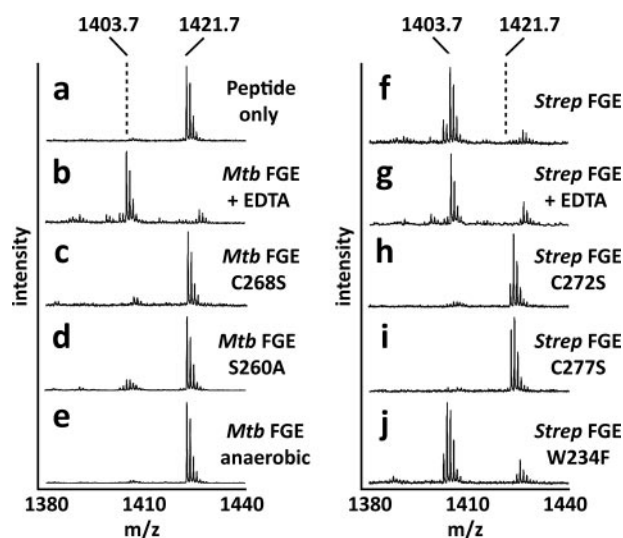 1403.7 1421.7
a Peptide only
b Mtb FGE + EDTA
c Mtb FGE C268S
d Mtb FGE S260A
e Mtb FGE anaerobic
intensity
1380 1410 1440
m/z
1403.7 1421.7
f Strep FGE
g Strep FGE + EDTA
h Strep FGE C272S
i Strep FGE C277S
j Strep FGE W234F
intensity
1380 1410 1440
m/z